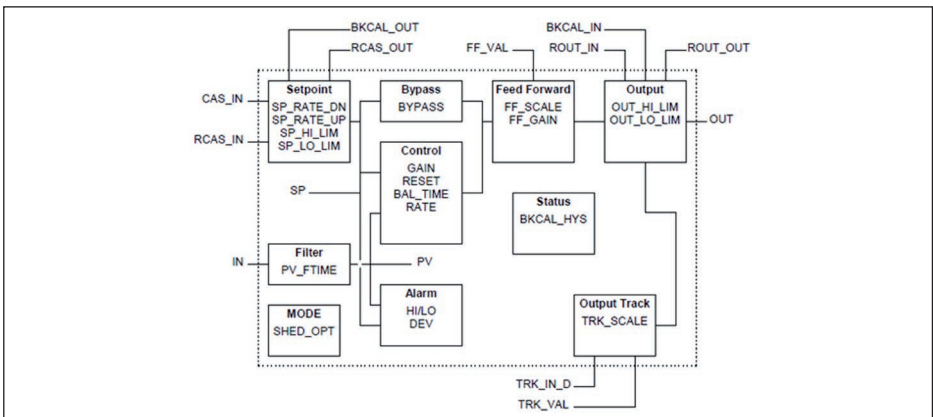 BKCAL_OUT
RCAS_OUT
FF_VAL
BKCAL_IN
ROUT_IN
ROUT_OUT
CAS_IN
RCAS_IN
Setpoint
SP_RATE_DN
SP_RATE_UP
SP_HI_LIM
SP_LO_LIM
Bypass
BYPASS
Feed Forward
FF_SCALE
FF_GAIN
Output
OUT_HI_LIM
OUT_LO_LIM
OUT
Control
GAIN
RESET
BAL_TIME
RATE
SP
Status
BKCAL_HYS
IN
Filter
PV_FTIME
PV
Alarm
HI/LO
DEV
MODE
SHED_OPT
Output Track
TRK_SCALE
TRK_IN_D
TRK_VAL